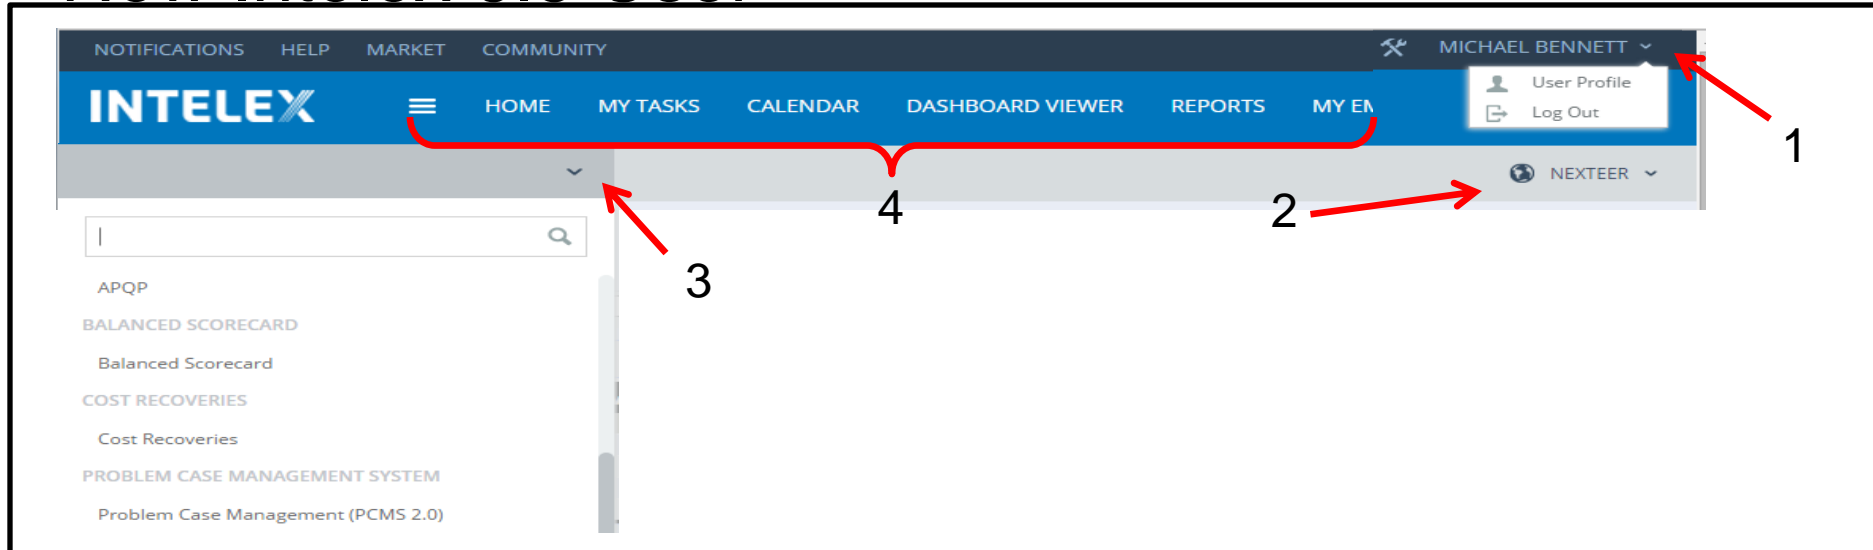 NOTIFICATIONS HELP MARKET COMMUNITY MICHAEL BENNETT
User Profile
Log Out
INTELEX HOME MY TASKS CALENDAR DASHBOARD VIEWER REPORTS MY
1
NEXTEER
2
4
3
APQP
BALANCED SCORECARD
Balanced Scorecard
COST RECOVERIES
Cost Recoveries
PROBLEM CASE MANAGEMENT SYSTEM
Problem Case Management (PCMS 2.0)